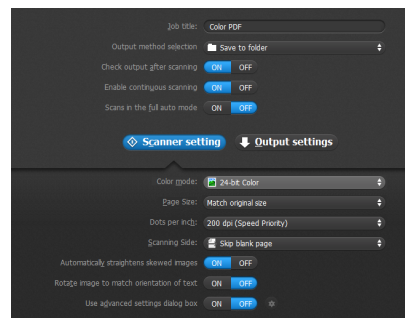 Job title: Color PDF
Output method selection Save to folder
Check output after scanning ON OFF
Enable continuous scanning ON OFF
Scans in the full auto mode ON OFF
Scanner setting Output settings
Color mode: 24-bit Color
Page Size: Match original size
Dots per inch: 200 dpi (Speed Priority)
Scanning Side: Skip blank page
Automatically straightens skewed images ON OFF
Rotate image to match orientation of text ON OFF
Use advanced settings dialog box ON OFF